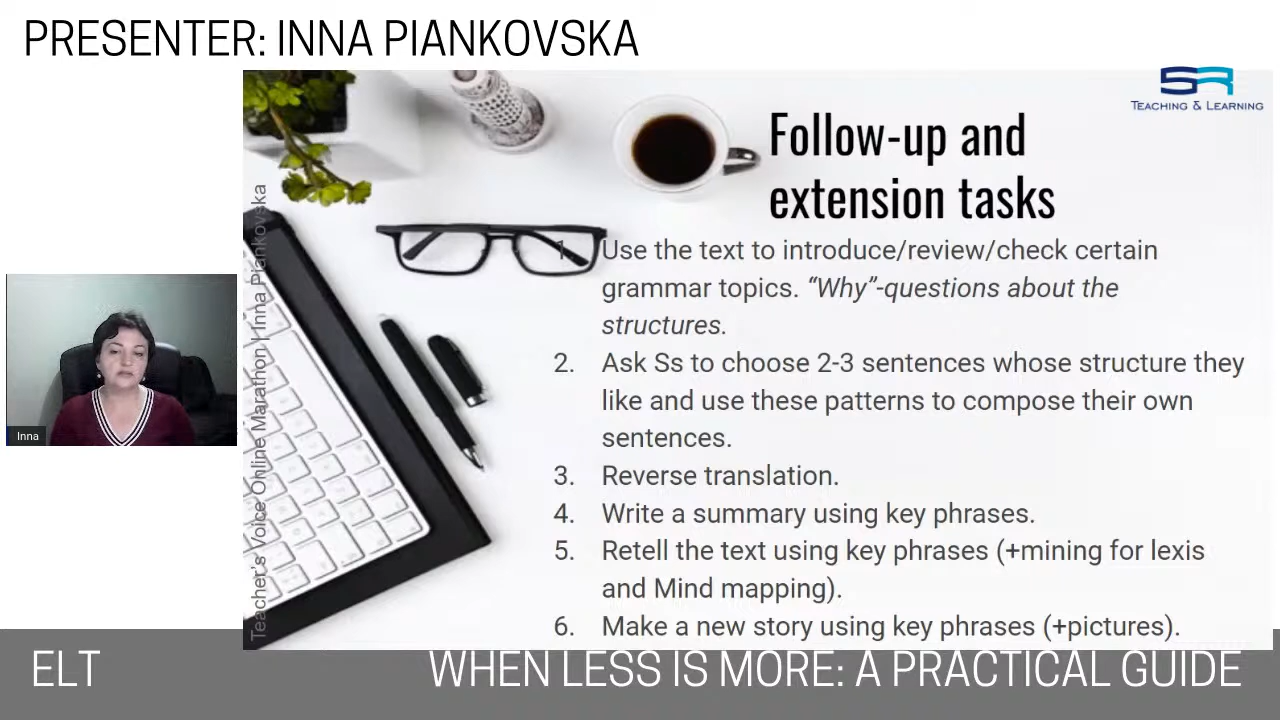 PRESENTER: INNA PIANKOVSKA
SR
TEACHING & LEARNING
Follow-up and
extension tasks
1. Use the text to introduce/review/check certain
grammar topics. “Why”-questions about the
structures.
2. Ask Ss to choose 2-3 sentences whose structure they
like and use these patterns to compose their own
sentences.
3. Reverse translation.
4. Write a summary using key phrases.
5. Retell the text using key phrases (+mining for lexis
and Mind mapping).
6. Make a new story using key phrases (+pictures).
Teacher's Voice Online Marathon | Inna Piankovska
Inna
ELT
WHEN LESS IS MORE: A PRACTICAL GUIDE